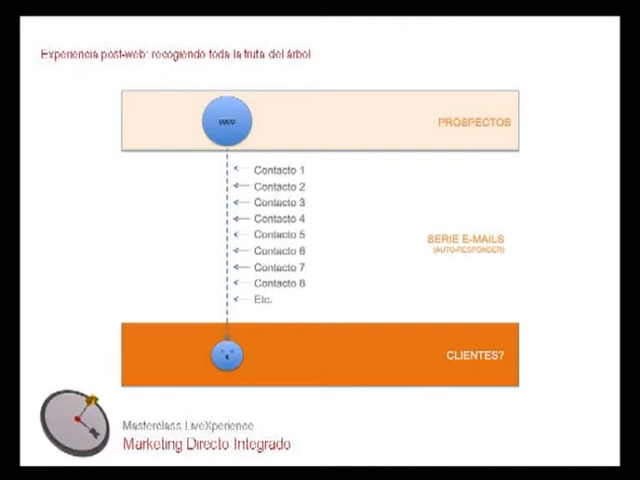 Experiencia post-web: recogiendo toda la fruta del árbol
PROSPECTOS
Contacto 1
Contacto 2
Contacto 3
Contacto 4
Contacto 5
Contacto 6
Contacto 7
Contacto 8
Etc.
SERIE E-MAILS
(AUTO-RESPONDER)
CLIENTES?
Masterclass LiveXperience
Marketing Directo Integrado